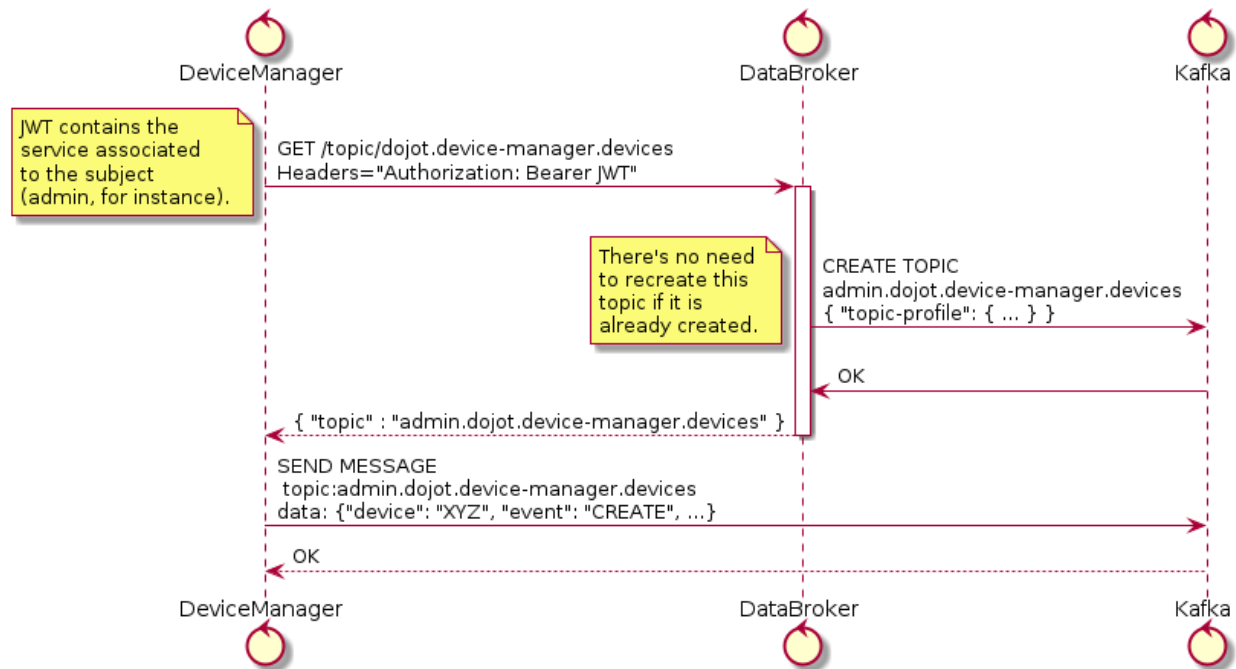 DeviceManager
DataBroker
Kafka
JWT contains the
service associated
to the subject
(admin, for instance).
GET /topic/dojot.device-manager.devices
Headers="Authorization: Bearer JWT"
There's no need
to recreate this
topic if it is
already created.
CREATE TOPIC
admin.dojot.device-manager.devices
{ "topic-profile": { ... } }
OK
{ "topic" : "admin.dojot.device-manager.devices" }
SEND MESSAGE
topic:admin.dojot.device-manager.devices
data: {"device": "XYZ", "event": "CREATE", ...}
OK
DeviceManager
DataBroker
Kafka